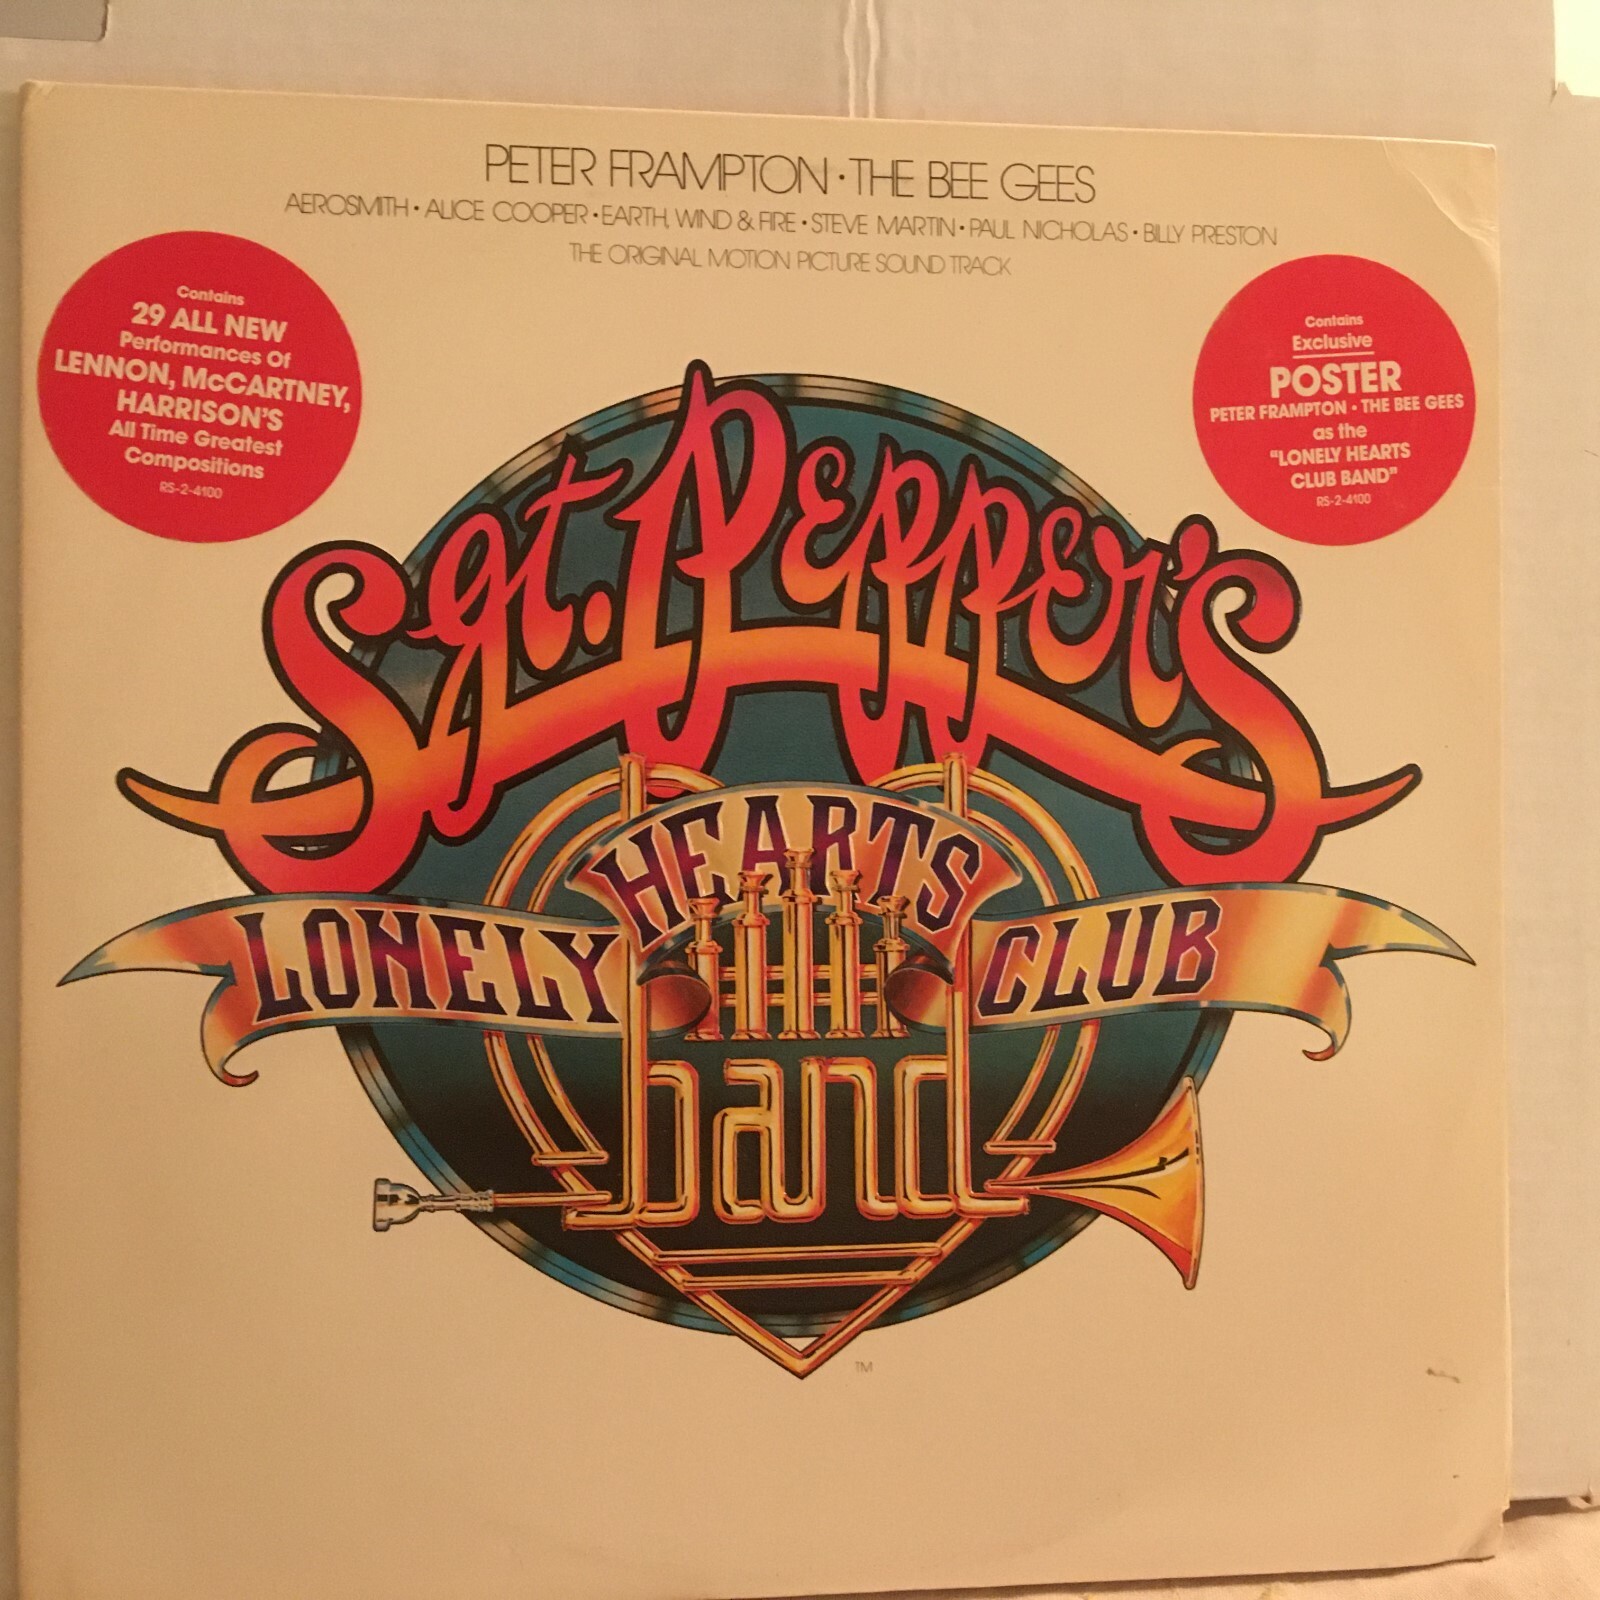 PETER FRAMPTON • THE BEE GEES
AEROSMITH • ALICE COOPER • EARTH, WIND & FIRE • STEVE MARTIN • PAUL NICHOLAS • BILLY PRESTON
THE ORIGINAL MOTION PICTURE SOUND TRACK
Contains
29 ALL NEW
Performances Of
LENNON, McCARTNEY,
HARRISON'S
All Time Greatest
Compositions
RS-2-4100
Contains
Exclusive
POSTER
PETER FRAMPTON • THE BEE GEES
as the
"LONELY HEARTS
CLUB BAND"
RS-2-4100
Sgt. PEPPER'S
LONELY HEARTS CLUB
band
TM